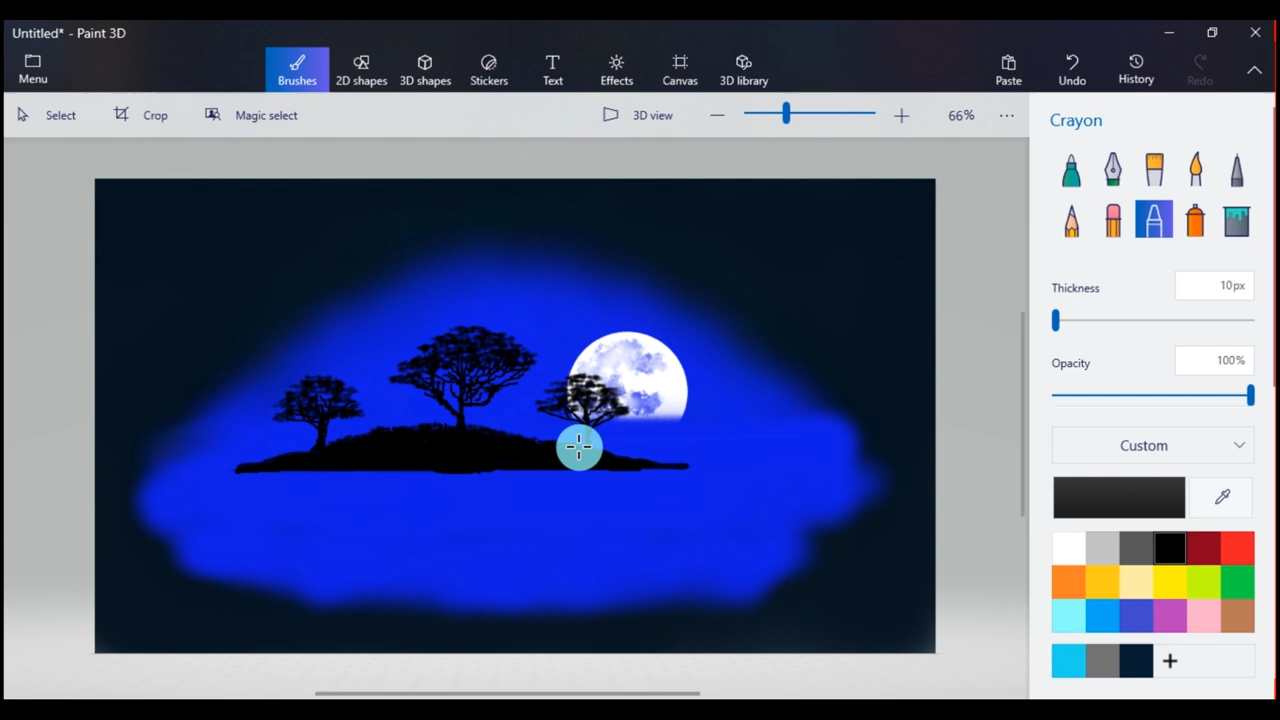 Untitled* - Paint 3D
Menu
Brushes
2D shapes
3D shapes
Stickers
Text
Effects
Canvas
3D library
Paste
Undo
History
Redo
Select
Crop
Magic select
3D view
66%
Crayon
Thickness
10px
Opacity
100%
Custom